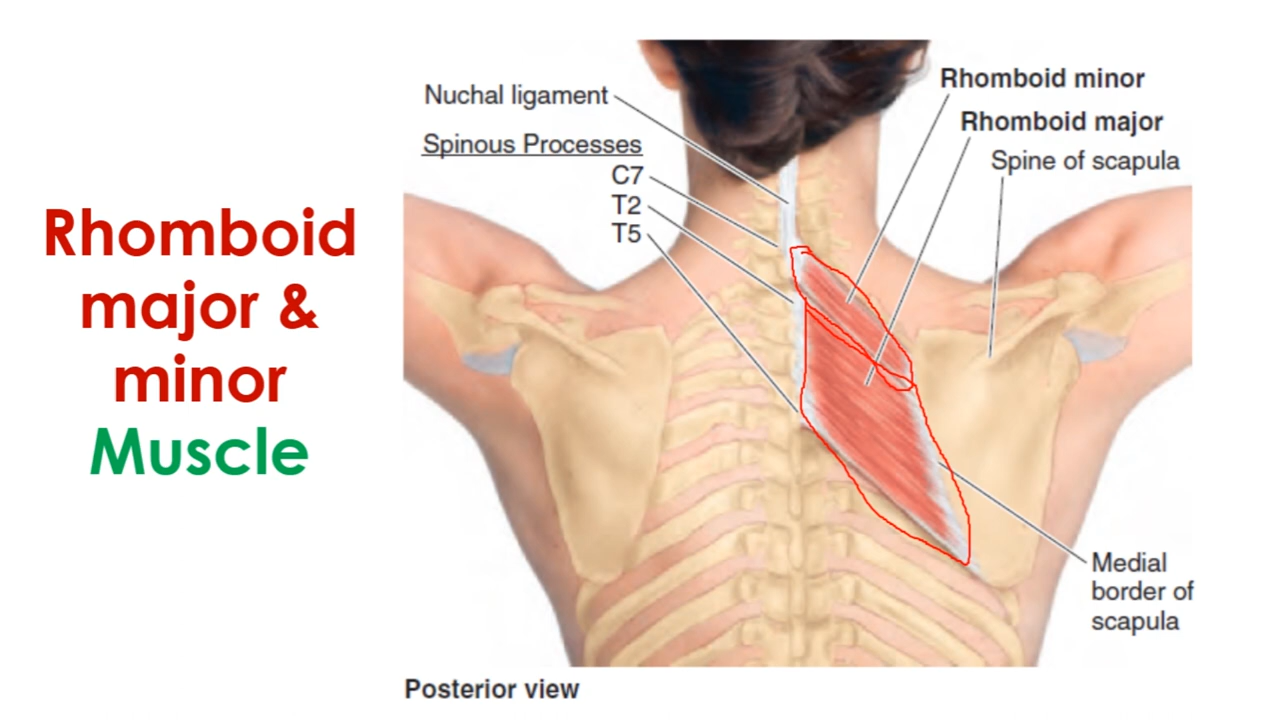 Rhomboid
major &
minor
Muscle
Nuchal ligament
Spinous Processes
C7
T2
T5
Rhomboid minor
Rhomboid major
Spine of scapula
Medial
border of
scapula
Posterior view